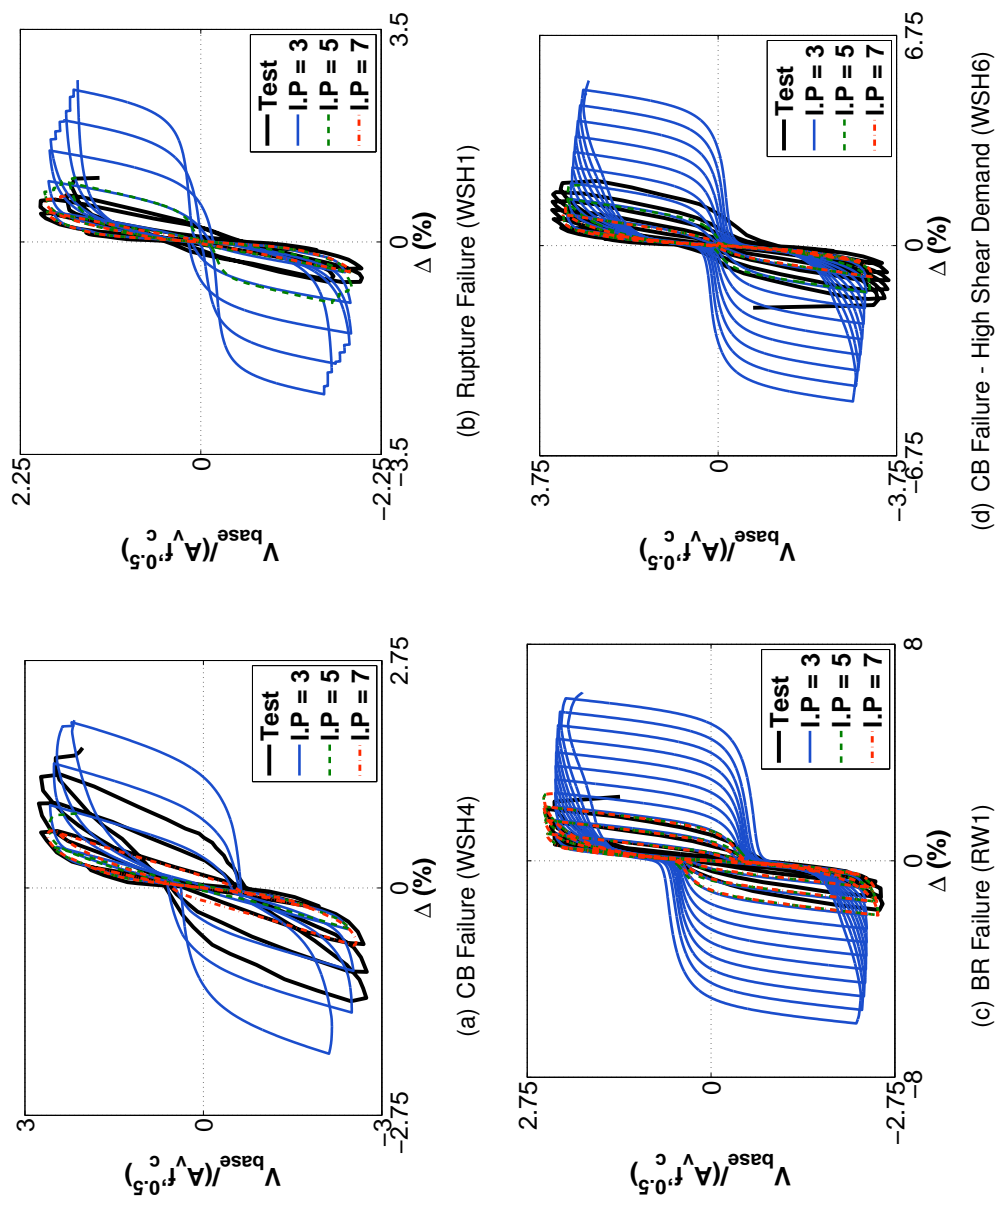 3
0
−3
−2.75
0
2.75
V_base/(A_v f'_c^0.5)
Δ (%)
Test
I.P = 3
I.P = 5
I.P = 7
(a) CB Failure (WSH4)
2.25
0
−2.25
−3.5
0
3.5
V_base/(A_v f'_c^0.5)
Δ (%)
Test
I.P = 3
I.P = 5
I.P = 7
(b) Rupture Failure (WSH1)
2.75
0
−2.75
−8
0
8
V_base/(A_v f'_c^0.5)
Δ (%)
Test
I.P = 3
I.P = 5
I.P = 7
(c) BR Failure (RW1)
3.75
0
−3.75
−6.75
0
6.75
V_base/(A_v f'_c^0.5)
Δ (%)
Test
I.P = 3
I.P = 5
I.P = 7
(d) CB Failure - High Shear Demand (WSH6)